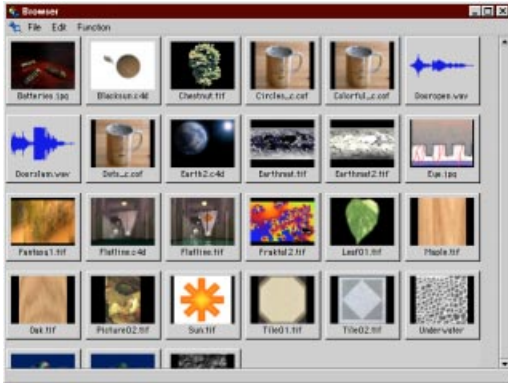 Browser
File Edit Function
Batteries.jpg Blacksun.c4d Chestnut.tif Circles_c.cof Colorful_c.cof Dooropen.wav
Doorslam.wav Dots_c.cof Earth2.c4d Earthmat.tif Earthmat2.tif Eye.jpg
Fantasy1.tif Flatline.c4d Flatline.tif Fraktal2.tif Leaf01.tif Maple.tif
Oak.tif Picture02.tif Sun.tif Tile01.tif Tile02.tif Underwater